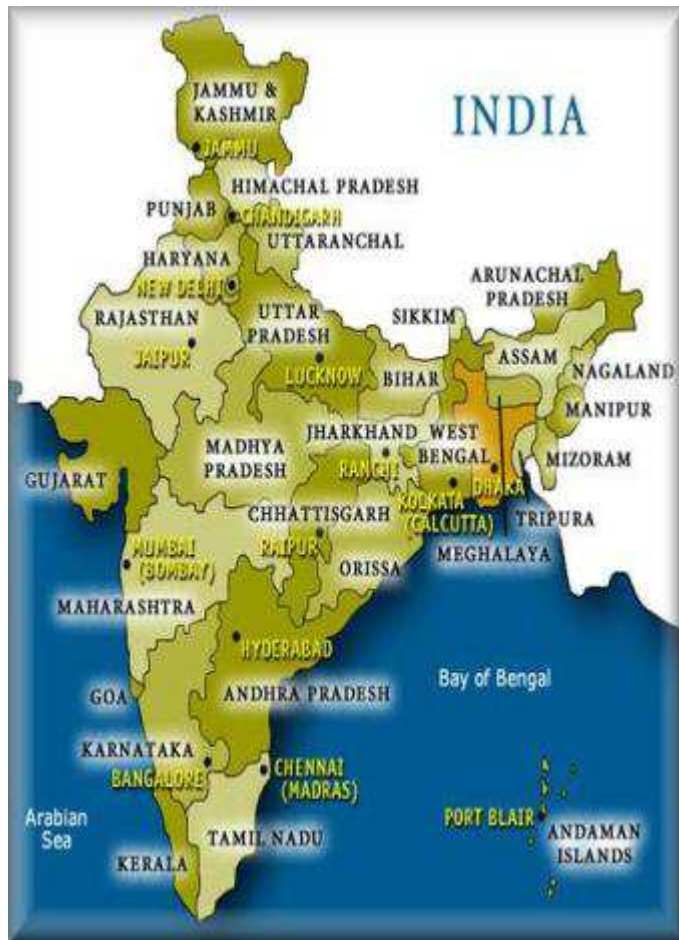 INDIA
JAMMU &
KASHMIR
JAMMU
HIMACHAL PRADESH
PUNJAB
CHANDIGARH
UTTARANCHAL
HARYANA
NEW DELHI
ARUNACHAL
PRADESH
RAJASTHAN
UTTAR
PRADESH
SIKKIM
JAIPUR
LUCKNOW
BIHAR
ASSAM
NAGALAND
MANIPUR
MADHYA
PRADESH
JHARKHAND
WEST
BENGAL
RANCHI
MIZORAM
GUJARAT
DHAKA
KOLKATA
(CALCUTTA)
CHHATTISGARH
TRIPURA
MUMBAI
(BOMBAY)
RAIPUR
ORISSA
MEGHALAYA
MAHARASHTRA
HYDERABAD
GOA
ANDHRA PRADESH
Bay of Bengal
KARNATAKA
BANGALORE
CHENNAI
(MADRAS)
Arabian
Sea
TAMIL NADU
PORT BLAIR
ANDAMAN
ISLANDS
KERALA